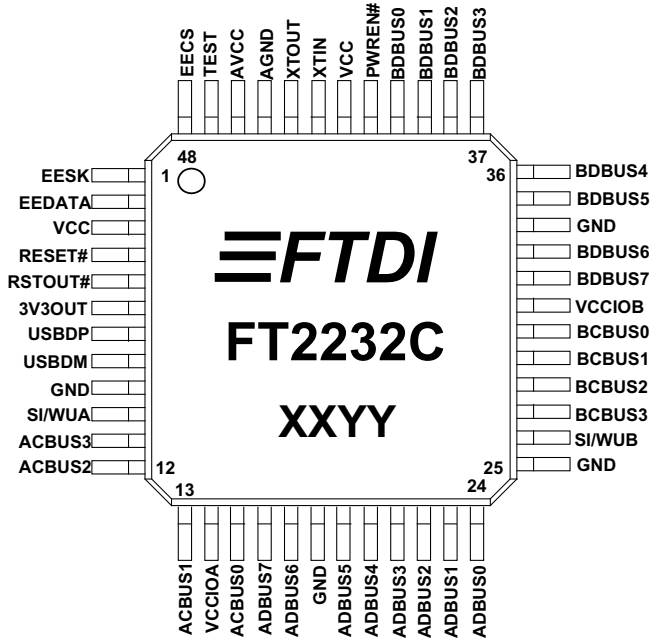 EECS
TEST
AVCC
AGND
XTOUT
XTIN
VCC
PWREN#
BDBUS0
BDBUS1
BDBUS2
BDBUS3
48
37
1
36
EESK
EEDATA
VCC
RESET#
RSTOUT#
3V3OUT
USBDP
USBDM
GND
SI/WUA
ACBUS3
ACBUS2
FTDI
FT2232C
XXYY
BDBUS4
BDBUS5
GND
BDBUS6
BDBUS7
VCCIOB
BCBUS0
BCBUS1
BCBUS2
BCBUS3
SI/WUB
GND
12
25
13
24
ACBUS1
VCCIOA
ACBUS0
ADBUS7
ADBUS6
GND
ADBUS5
ADBUS4
ADBUS3
ADBUS2
ADBUS1
ADBUS0